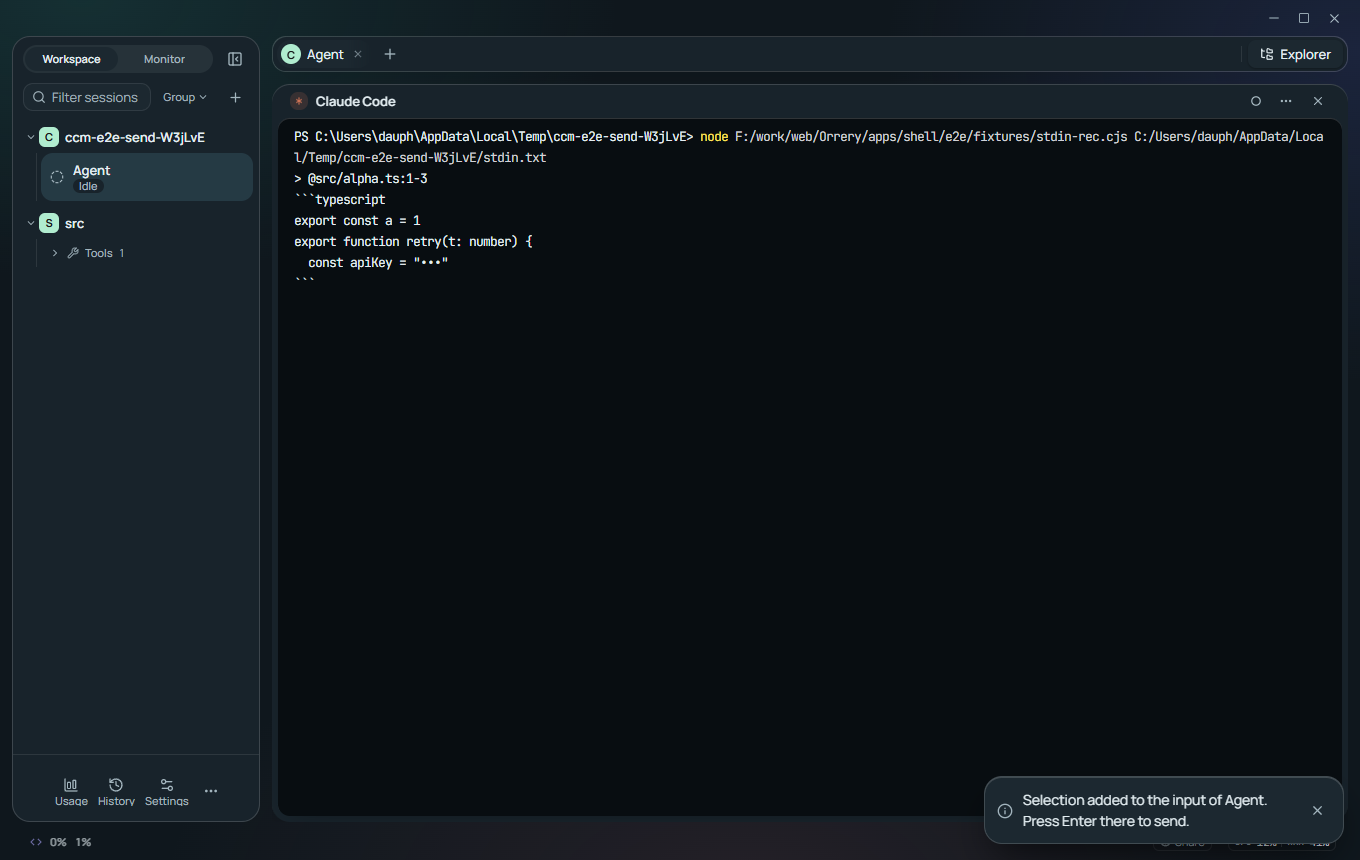 Workspace
Monitor
Filter sessions
Group
C ccm-e2e-send-W3jLvE
Agent
Idle
S src
Tools 1
Usage
History
Settings
0% 1%
C Agent
Explorer
Claude Code
PS C:\Users\dauph\AppData\Local\Temp\ccm-e2e-send-W3jLvE> node F:/work/web/Orrery/apps/shell/e2e/fixtures/stdin-rec.cjs C:/Users/dauph/AppData/Loca
l/Temp/ccm-e2e-send-W3jLvE/stdin.txt
> @src/alpha.ts:1-3
```typescript
export const a = 1
export function retry(t: number) {
  const apiKey = "•••"
```
Selection added to the input of Agent.
Press Enter there to send.